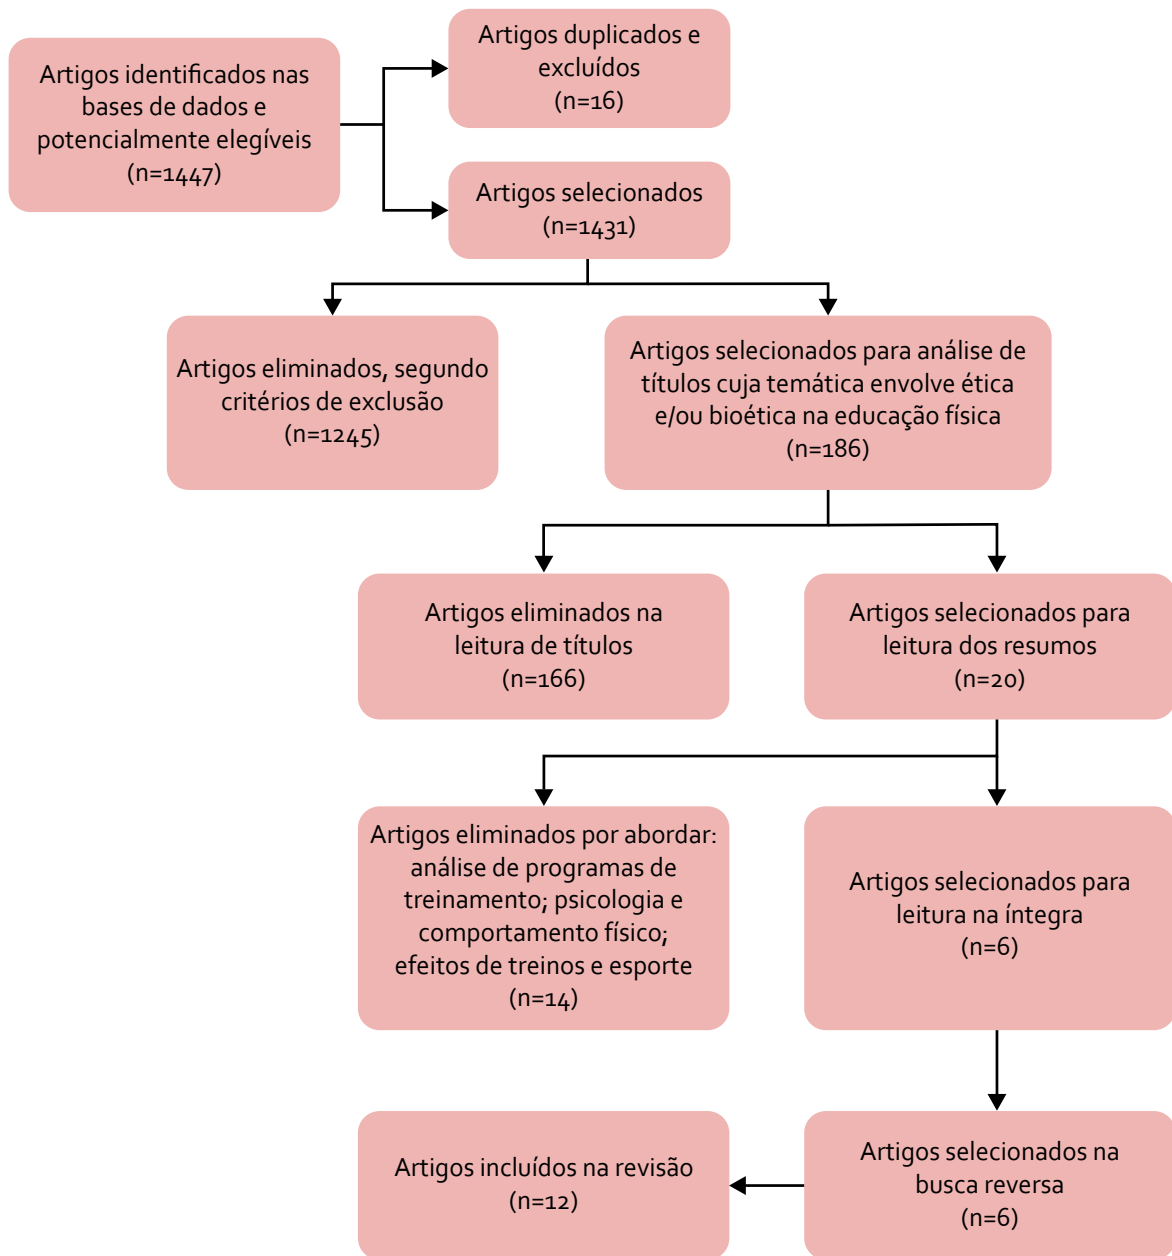 Artigos identificados nas
bases de dados e
potencialmente elegíveis
(n=1447)
Artigos duplicados e
excluídos
(n=16)
Artigos selecionados
(n=1431)
Artigos eliminados, segundo
critérios de exclusão
(n=1245)
Artigos selecionados para análise de
títulos cuja temática envolve ética
e/ou bioética na educação física
(n=186)
Artigos eliminados na
leitura de títulos
(n=166)
Artigos selecionados para
leitura dos resumos
(n=20)
Artigos eliminados por abordar:
análise de programas de
treinamento; psicologia e
comportamento físico;
efeitos de treinos e esporte
(n=14)
Artigos selecionados para
leitura na íntegra
(n=6)
Artigos selecionados na
busca reversa
(n=6)
Artigos incluídos na revisão
(n=12)